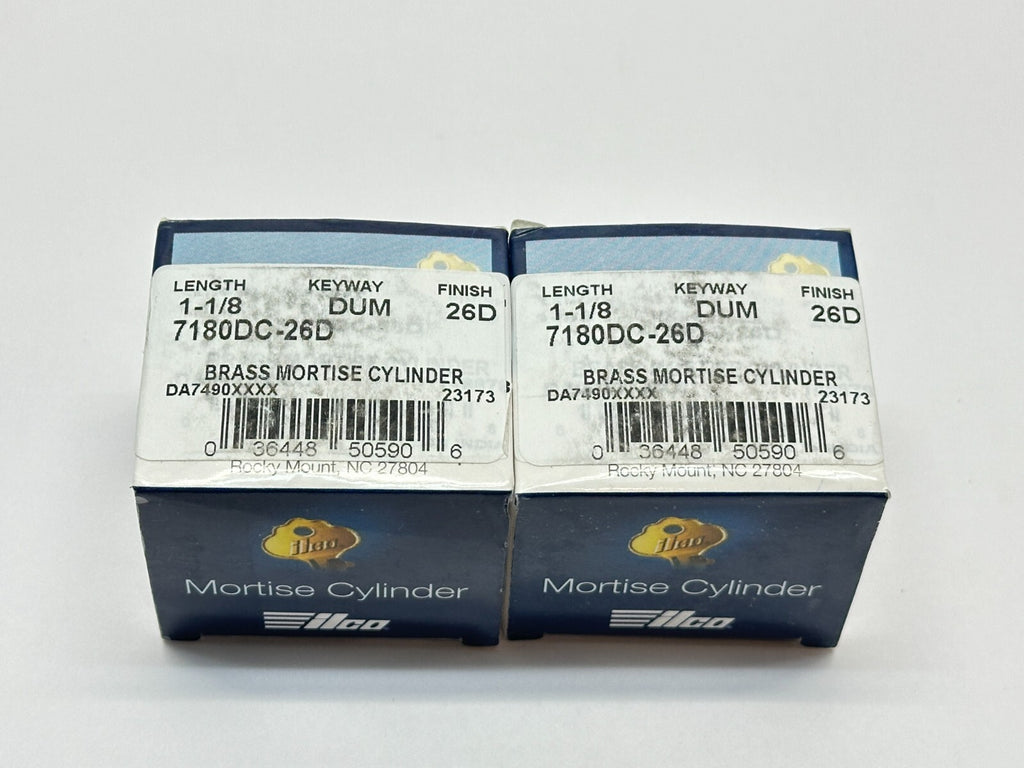 LENGTH KEYWAY FINISH
1-1/8 DUM 26D
7180DC-26D
BRASS MORTISE CYLINDER
DA7490XXXX 23173
0 36448 50590 6
Rocky Mount, NC 27804
ilco
Mortise Cylinder
ilco
LENGTH KEYWAY FINISH
1-1/8 DUM 26D
7180DC-26D
BRASS MORTISE CYLINDER
DA7490XXXX 23173
0 36448 50590 6
Rocky Mount, NC 27804
ilco
Mortise Cylinder
ilco